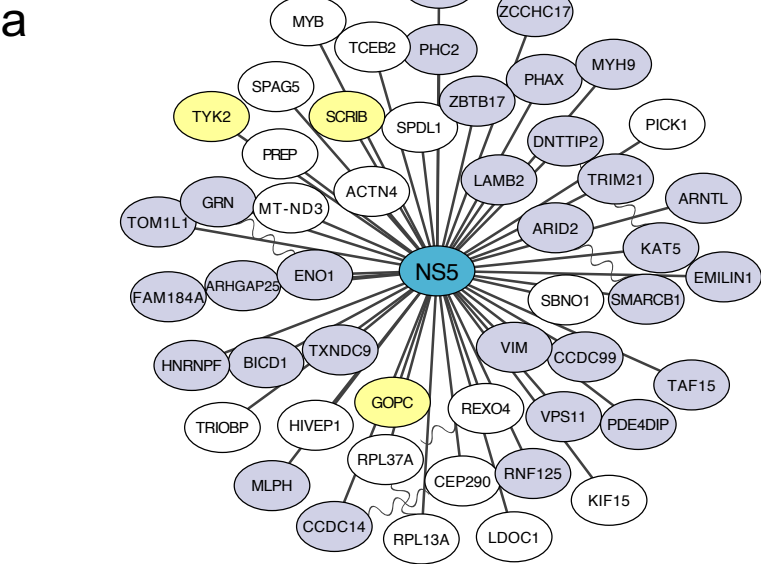 a
ZCCHC17
MYB
TCEB2
PHC2
SPAG5
PHAX
MYH9
TYK2
SCRIB
SPDL1
ZBTB17
PICK1
PREP
DNTTIP2
ACTN4
LAMB2
TRIM21
GRN
MT-ND3
ARNTL
TOM1L1
ARID2
KAT5
ENO1
NS5
EMILIN1
FAM184A
ARHGAP25
SBNO1
SMARCB1
HNRNPF
BICD1
TXNDC9
VIM
CCDC99
TAF15
TRIOBP
HIVEP1
GOPC
REXO4
VPS11
PDE4DIP
MLPH
RPL37A
CEP290
RNF125
KIF15
CCDC14
RPL13A
LDOC1